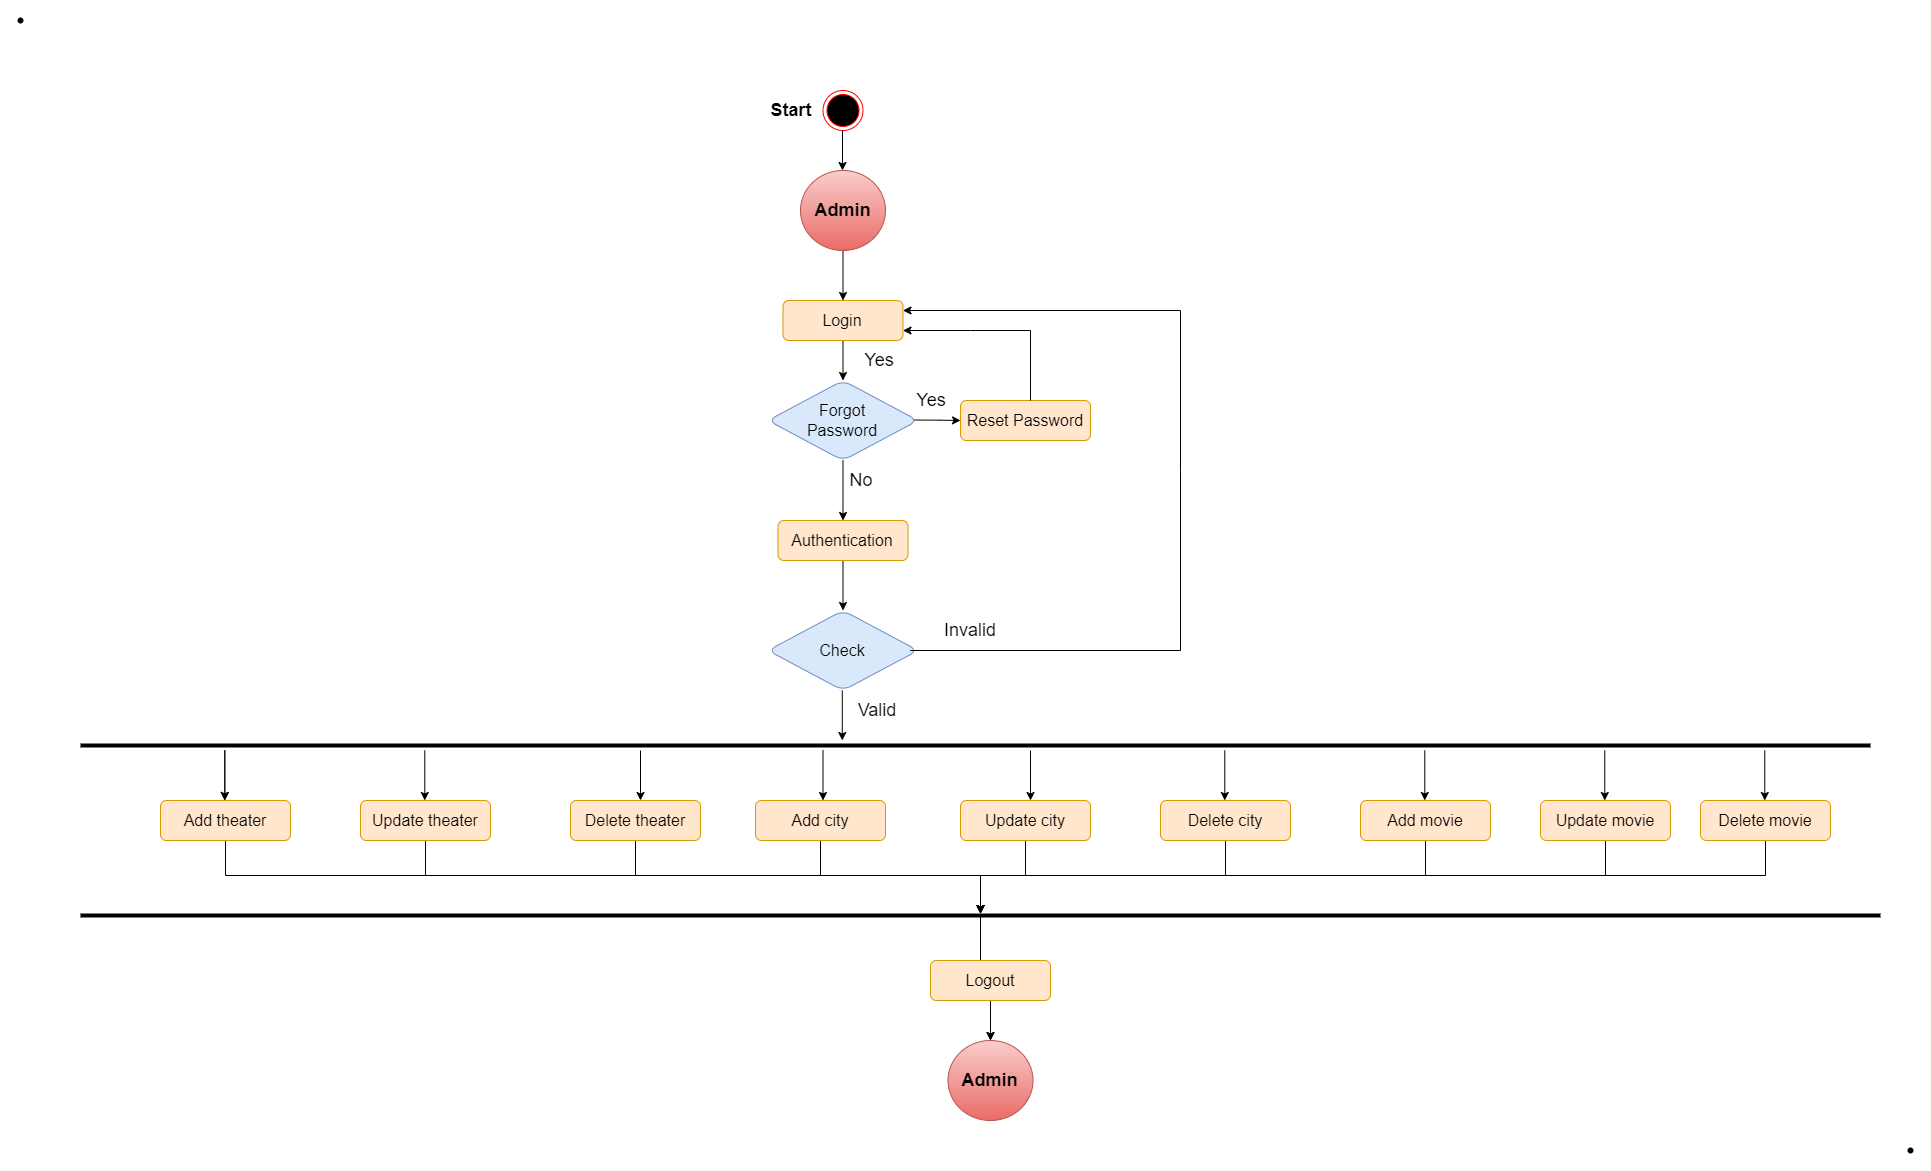 Start
Admin
Login
Yes
Forgot
Password
Yes
Reset Password
No
Authentication
Check
Invalid
Valid
Add theater
Update theater
Delete theater
Add city
Update city
Delete city
Add movie
Update movie
Delete movie
Logout
Admin